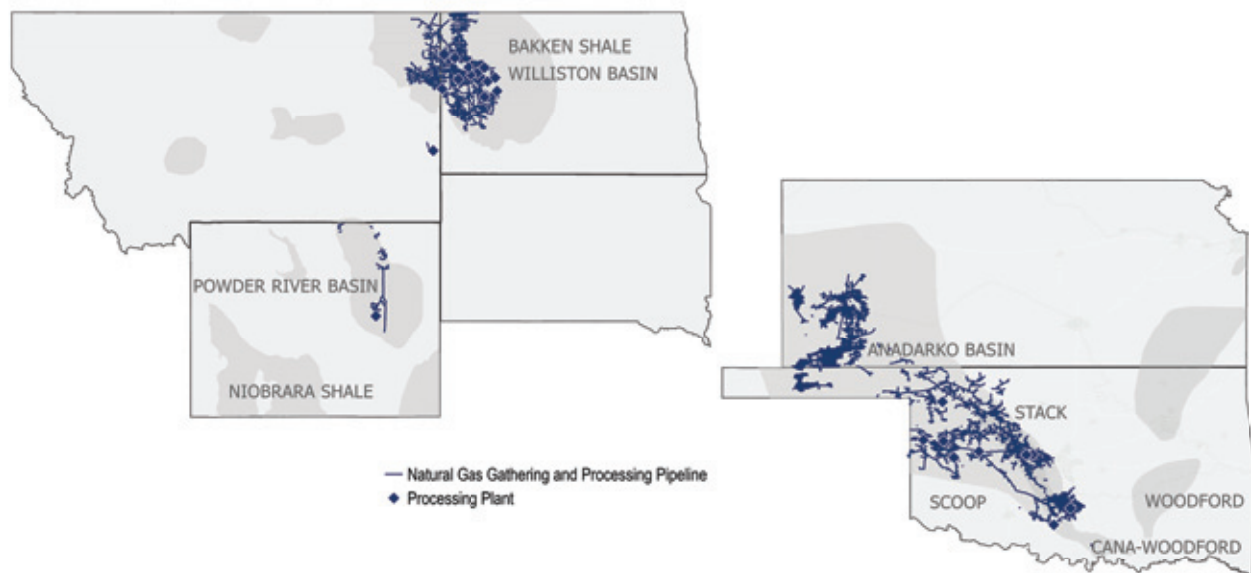 BAKKEN SHALE
WILLISTON BASIN
POWDER RIVER BASIN
NIOBRARA SHALE
ANADARKO BASIN
STACK
SCOOP
WOODFORD
CANA-WOODFORD
Natural Gas Gathering and Processing Pipeline
Processing Plant